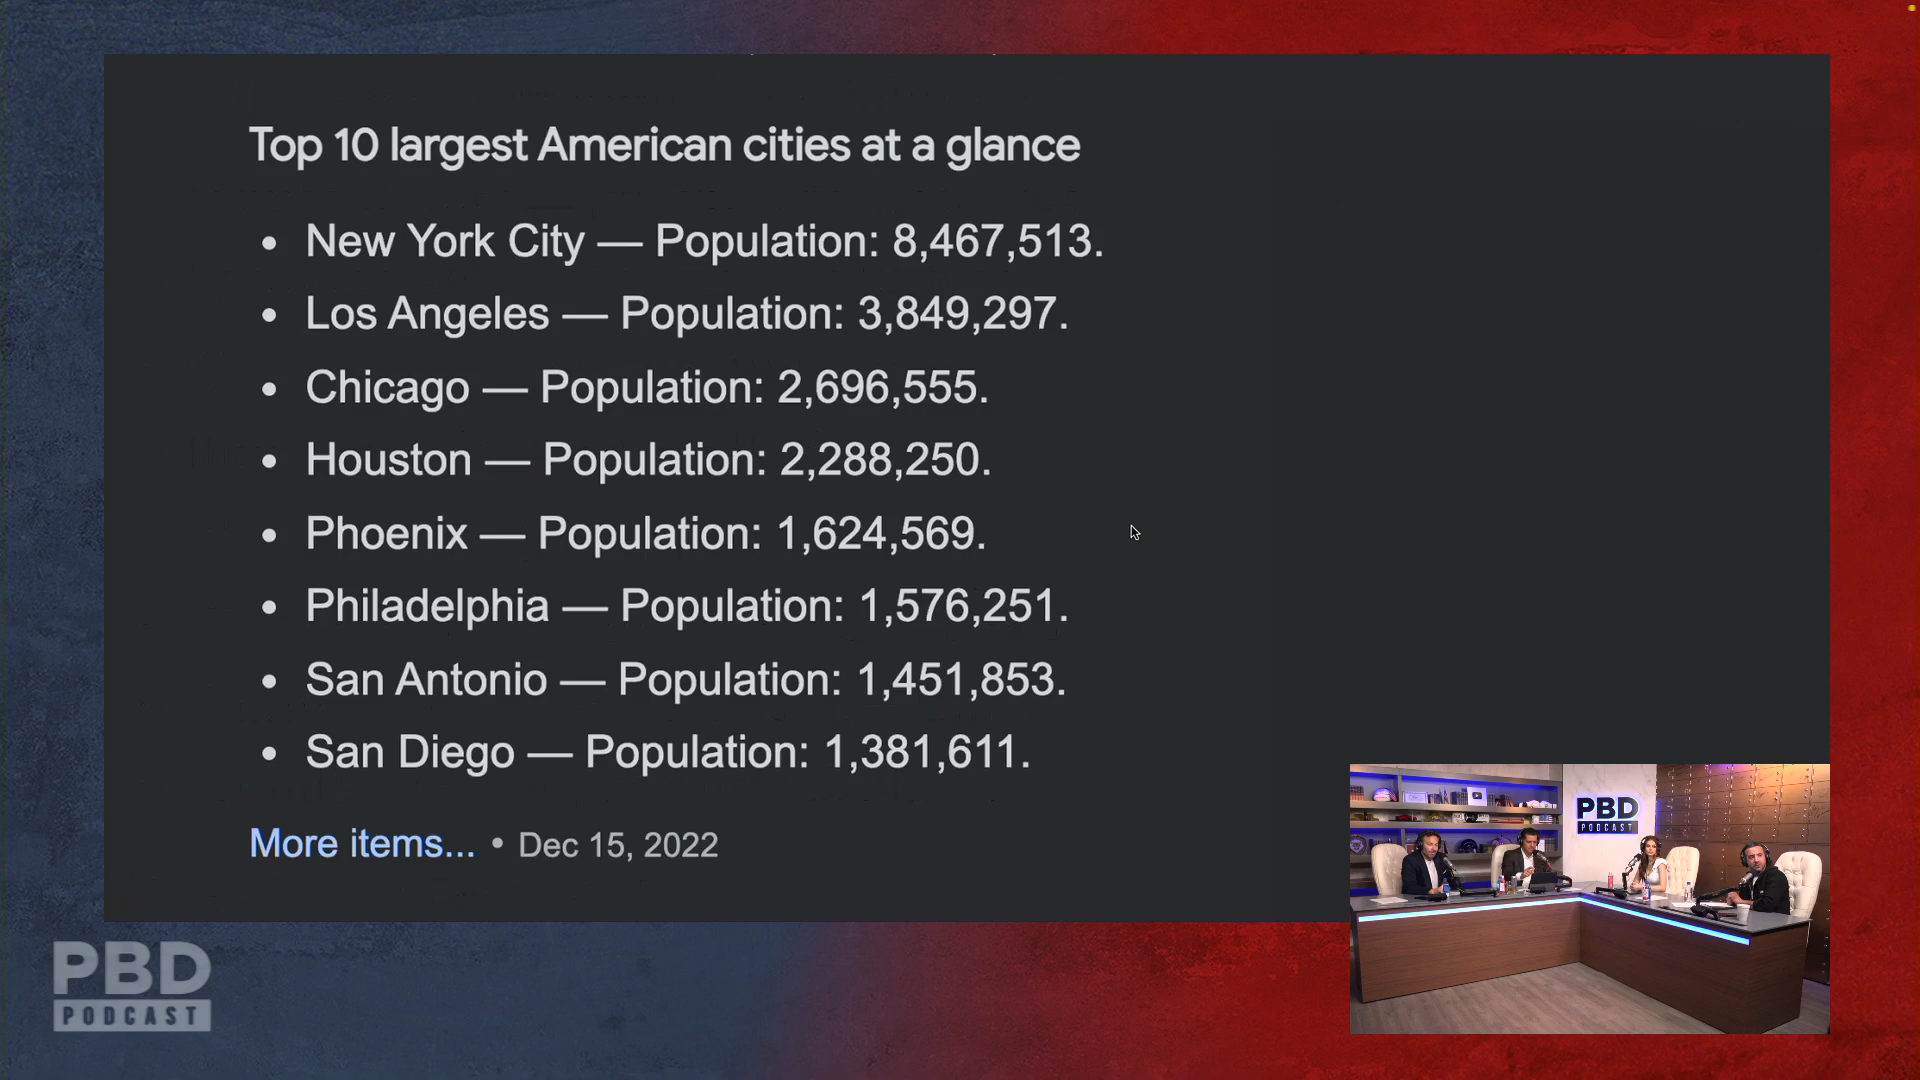 Top 10 largest American cities at a glance
• New York City — Population: 8,467,513.
• Los Angeles — Population: 3,849,297.
• Chicago — Population: 2,696,555.
• Houston — Population: 2,288,250.
• Phoenix — Population: 1,624,569.
• Philadelphia — Population: 1,576,251.
• San Antonio — Population: 1,451,853.
• San Diego — Population: 1,381,611.
More items... • Dec 15, 2022
PBD
PODCAST
PBD
PODCAST